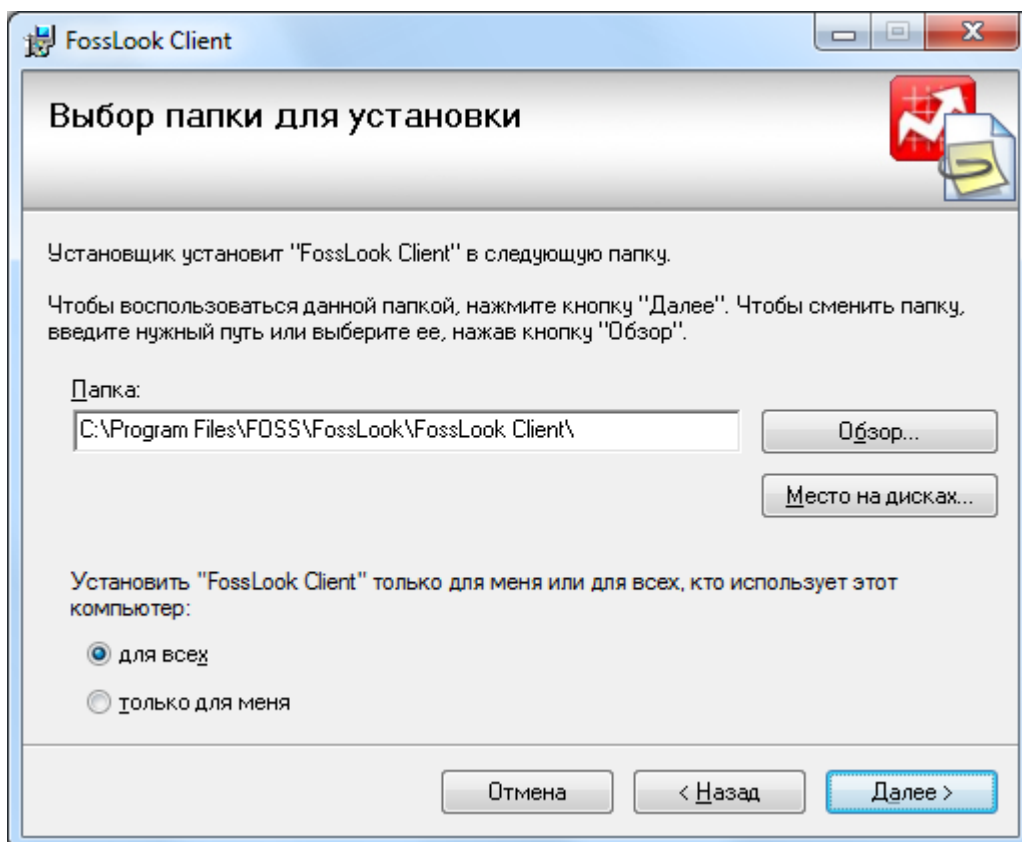 FossLook Client
Выбор папки для установки
Установщик установит "FossLook Client" в следующую папку.
Чтобы воспользоваться данной папкой, нажмите кнопку "Далее". Чтобы сменить папку,
введите нужный путь или выберите ее, нажав кнопку "Обзор".
Папка:
C:\Program Files\FOSS\FossLook\FossLook Client\
Обзор...
Место на дисках...
Установить "FossLook Client" только для меня или для всех, кто использует этот
компьютер:
для всех
только для меня
Отмена
< Назад
Далее >